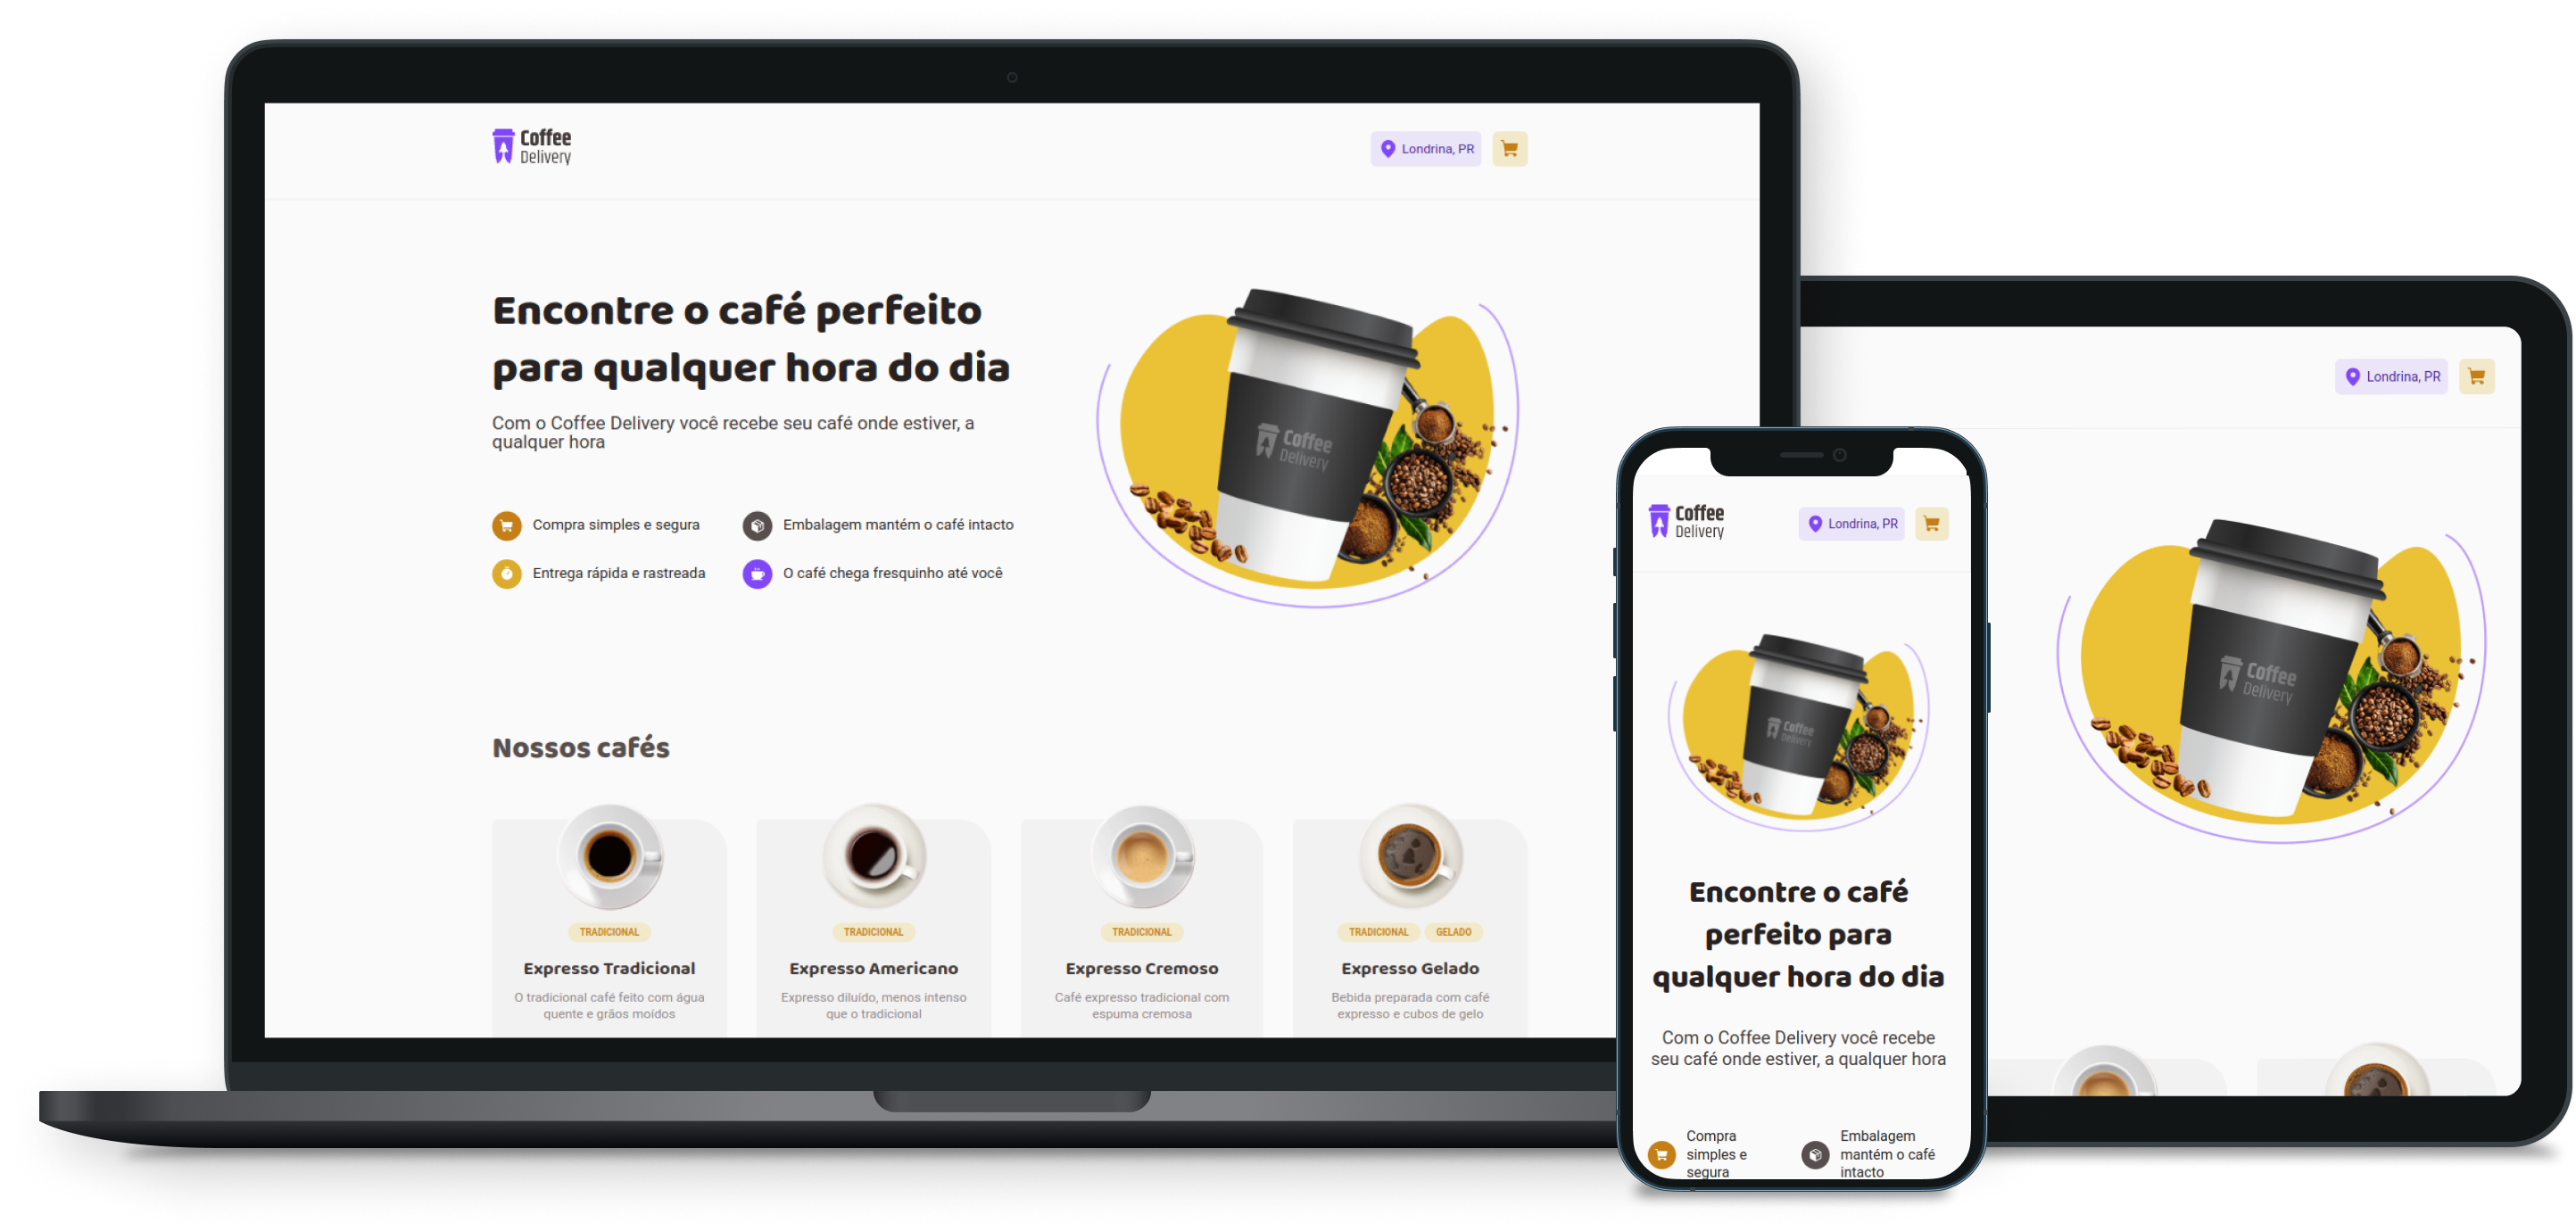 Coffee
Delivery
Londrina, PR
Encontre o café perfeito
para qualquer hora do dia
Com o Coffee Delivery você recebe seu café onde estiver, a
qualquer hora
Compra simples e segura
Embalagem mantém o café intacto
Entrega rápida e rastreada
O café chega fresquinho até você
Coffee
Delivery
Nossos cafés
TRADICIONAL
Expresso Tradicional
O tradicional café feito com água
quente e grãos moídos
TRADICIONAL
Expresso Americano
Expresso diluído, menos intenso
que o tradicional
TRADICIONAL
Expresso Cremoso
Café expresso tradicional com
espuma cremosa
TRADICIONAL GELADO
Expresso Gelado
Bebida preparada com café
expresso e cubos de gelo
Coffee
Delivery
Londrina, PR
Coffee
Delivery
Encontre o café
perfeito para
qualquer hora do dia
Com o Coffee Delivery você recebe
seu café onde estiver, a qualquer hora
Compra
simples e
segura
Embalagem
mantém o café
intacto
Londrina, PR
Coffee
Delivery